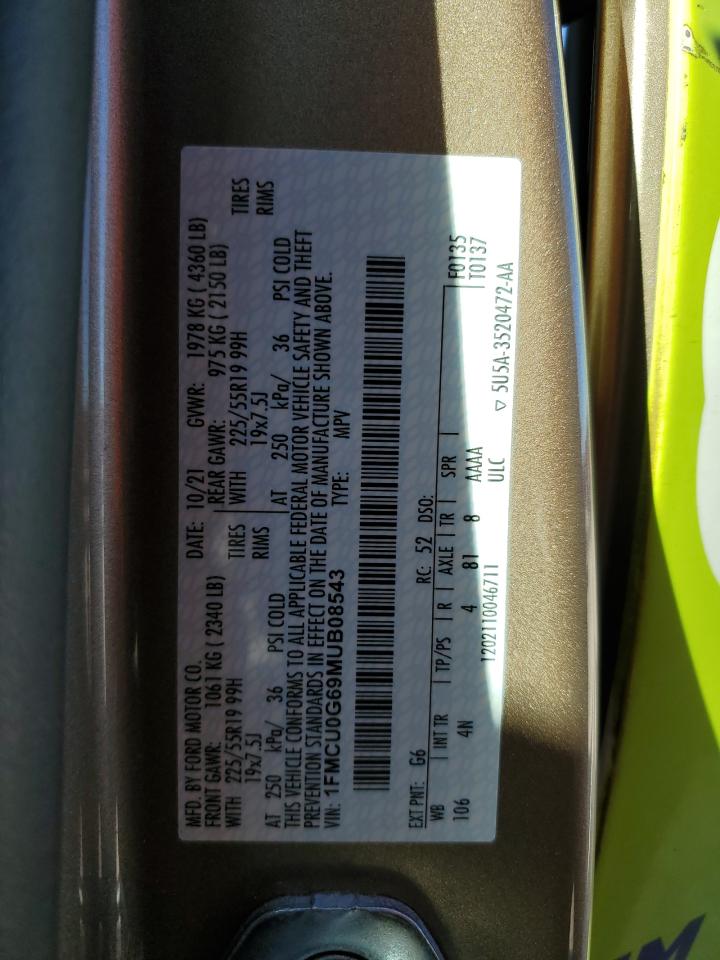 MFD. BY FORD MOTOR CO. DATE: 10/21 GVWR: 1978 KG ( 4360 LB)
FRONT GAWR: 1061 KG ( 2340 LB) REAR GAWR: 975 KG ( 2150 LB)
WITH 225/55R19 99H TIRES WITH 225/55R19 99H TIRES
19x7.5J RIMS 19x7.5J RIMS
AT 250 kPa/ 36 PSI COLD AT 250 kPa/ 36 PSI COLD
THIS VEHICLE CONFORMS TO ALL APPLICABLE FEDERAL MOTOR VEHICLE SAFETY AND THEFT
PREVENTION STANDARDS IN EFFECT ON THE DATE OF MANUFACTURE SHOWN ABOVE.
VIN: 1FMCU0G69MUB08543 TYPE: MPV
EXT PNT: G6 RC: 52 DSO: F0135
WB INT TR TP/PS R AXLE TR SPR T0137
106 4N 4 81 8 AAAA
1202110046711 ULC ▽ 5U5A-3520472-AA